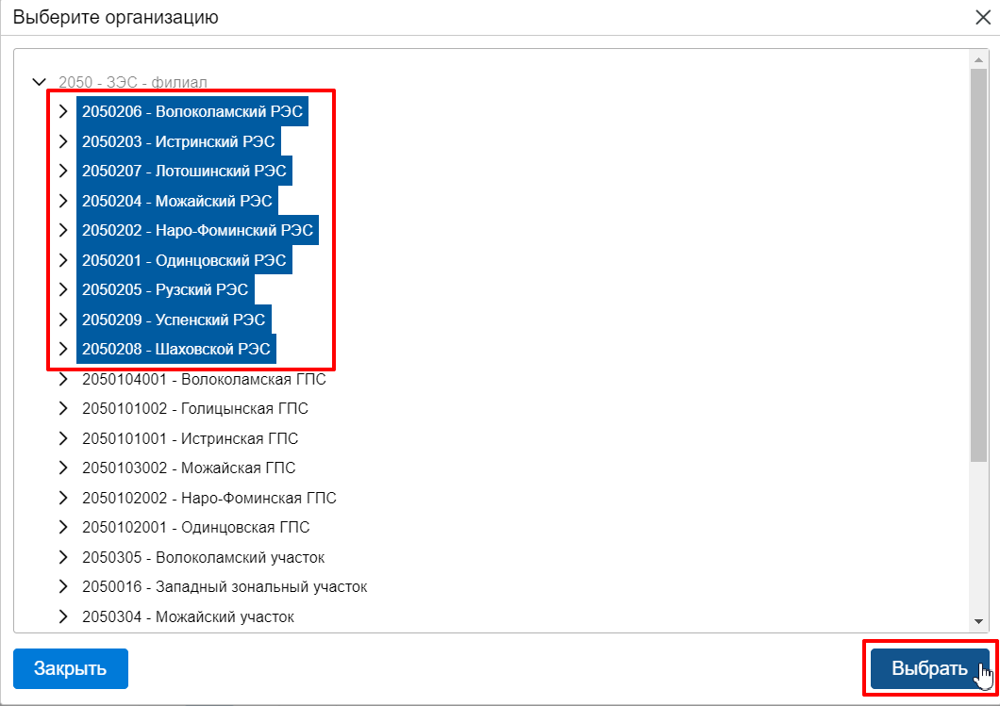 Выберите организацию
2050 - ЗЭС - филиал
2050206 - Волоколамский РЭС
2050203 - Истринский РЭС
2050207 - Лотошинский РЭС
2050204 - Можайский РЭС
2050202 - Наро-Фоминский РЭС
2050201 - Одинцовский РЭС
2050205 - Рузский РЭС
2050209 - Успенский РЭС
2050208 - Шаховской РЭС
2050104001 - Волоколамская ГПС
2050101002 - Голицынская ГПС
2050101001 - Истринская ГПС
2050103002 - Можайская ГПС
2050102002 - Наро-Фоминская ГПС
2050102001 - Одинцовская ГПС
2050305 - Волоколамский участок
2050016 - Западный зональный участок
2050304 - Можайский участок
Закрыть Выбрать